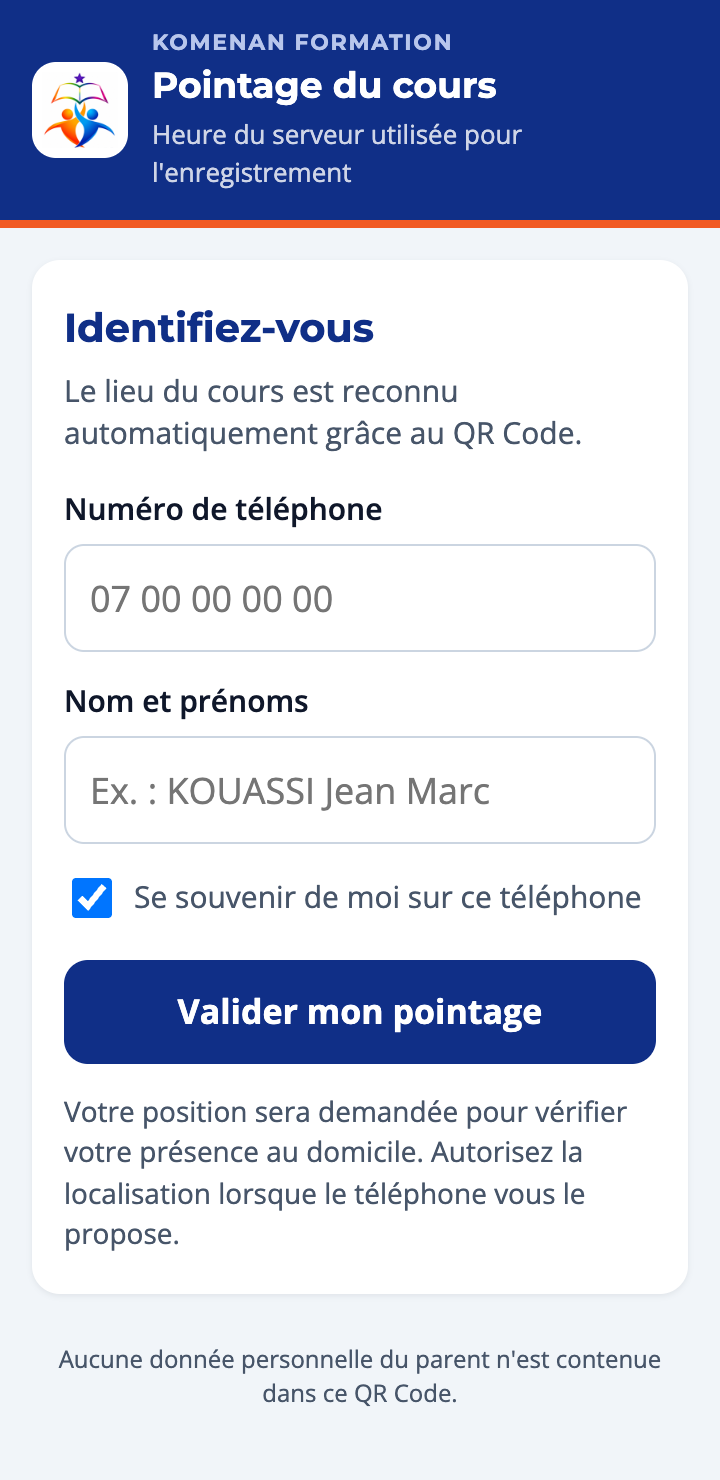 KOMENAN FORMATION
Pointage du cours
Heure du serveur utilisée pour
l'enregistrement
Identifiez-vous
Le lieu du cours est reconnu
automatiquement grâce au QR Code.
Numéro de téléphone
07 00 00 00 00
Nom et prénoms
Ex. : KOUASSI Jean Marc
Se souvenir de moi sur ce téléphone
Valider mon pointage
Votre position sera demandée pour vérifier
votre présence au domicile. Autorisez la
localisation lorsque le téléphone vous le
propose.
Aucune donnée personnelle du parent n'est contenue
dans ce QR Code.